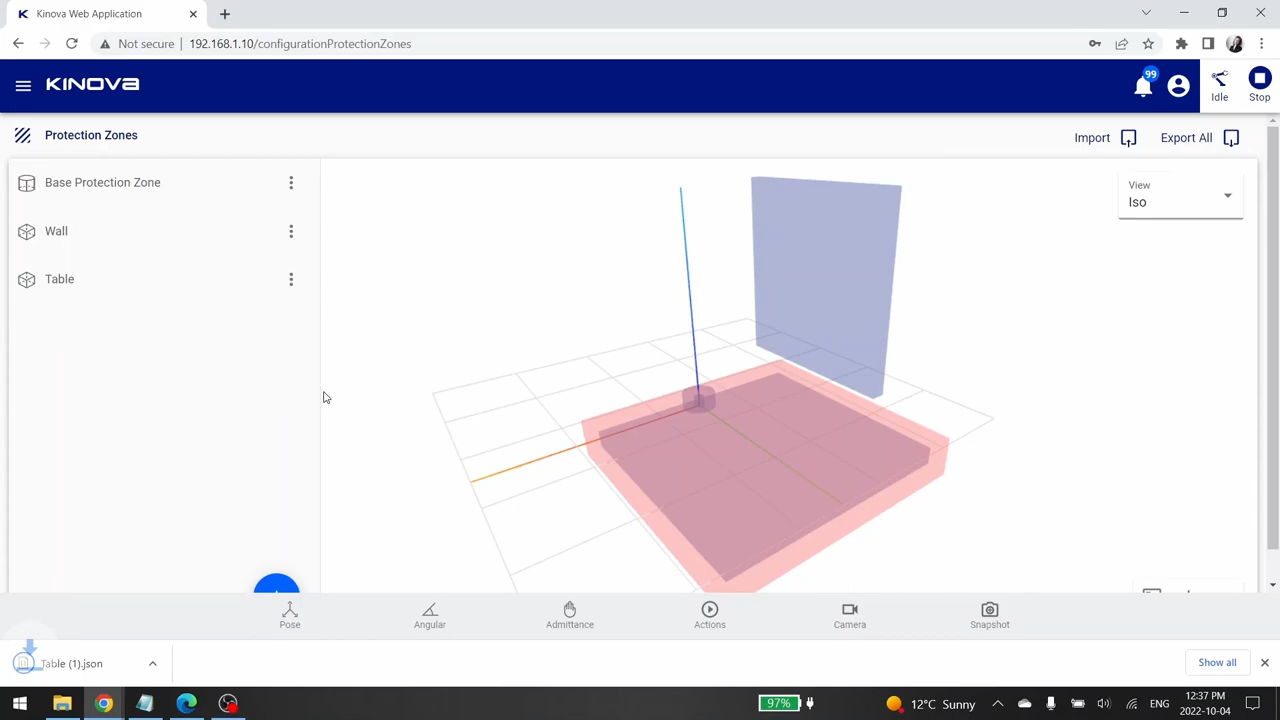 Kinova Web Application
Not secure
192.168.1.10/configurationProtectionZones
KINOVA
99
Idle
Stop
Protection Zones
Import
Export All
Base Protection Zone
Wall
Table
View
Iso
Pose
Angular
Admittance
Actions
Camera
Snapshot
Table (1).json
Show all
97%
12°C Sunny
ENG
12:37 PM
2022-10-04